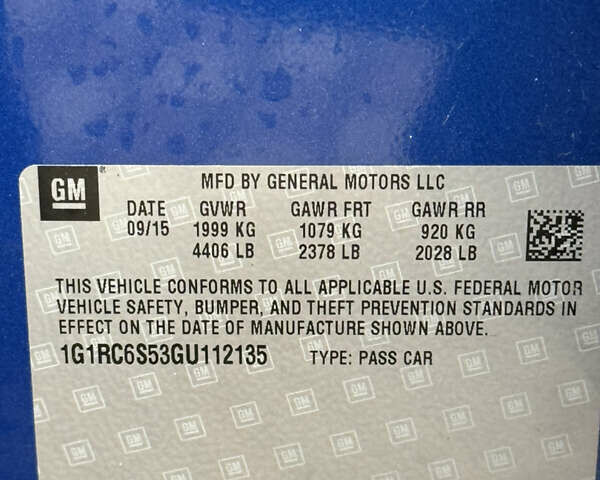 GM MFD BY GENERAL MOTORS LLC
DATE GVWR GAWR FRT GAWR RR
09/15 1999 KG 1079 KG 920 KG
4406 LB 2378 LB 2028 LB
THIS VEHICLE CONFORMS TO ALL APPLICABLE U.S. FEDERAL MOTOR
VEHICLE SAFETY, BUMPER, AND THEFT PREVENTION STANDARDS IN
EFFECT ON THE DATE OF MANUFACTURE SHOWN ABOVE.
1G1RC6S53GU112135 TYPE: PASS CAR